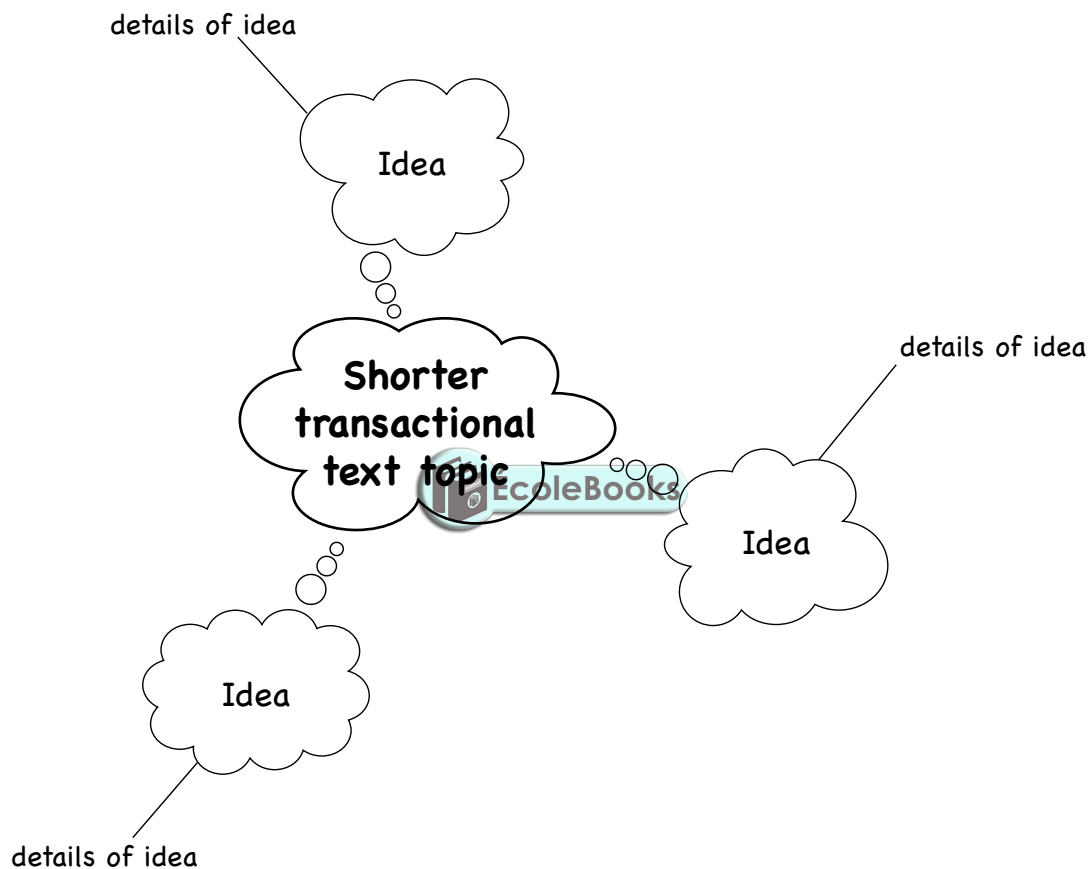 details of idea
Idea
Shorter
transactional
text topic
EcoleBooks
details of idea
Idea
Idea
details of idea